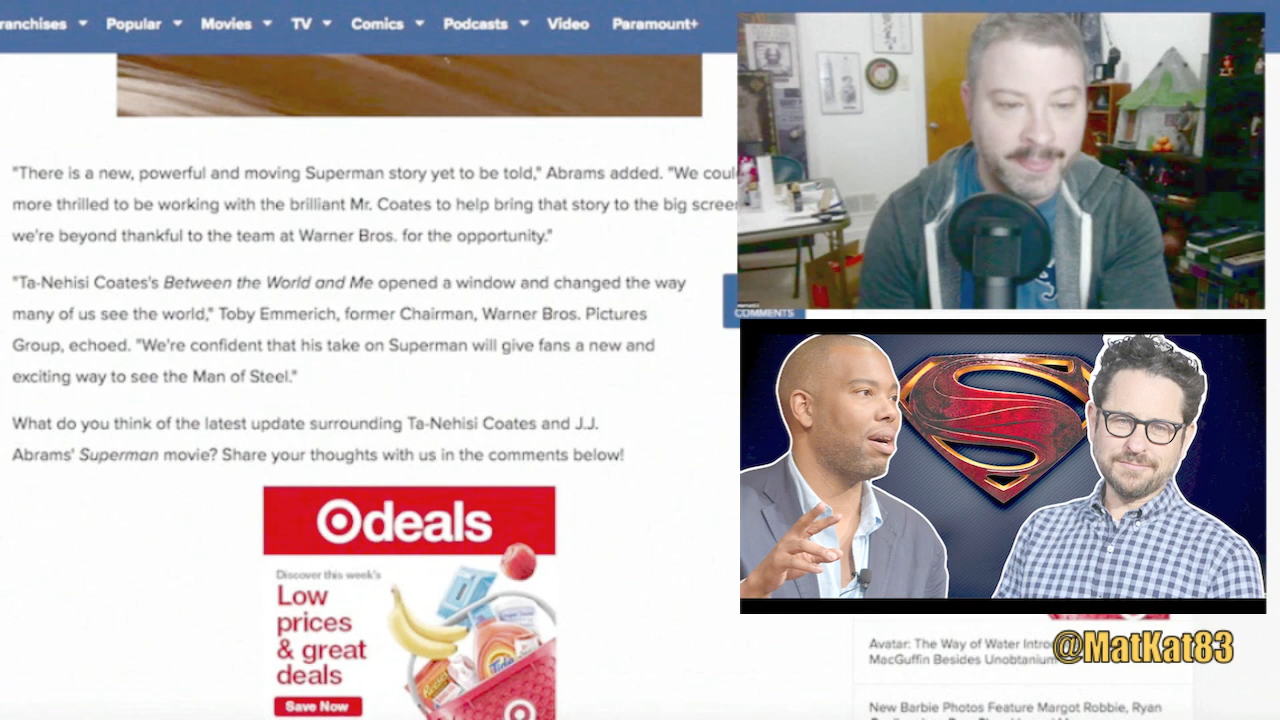 ranchises Popular Movies TV Comics Podcasts Video Paramount+
"There is a new, powerful and moving Superman story yet to be told," Abrams added. "We coul
more thrilled to be working with the brilliant Mr. Coates to help bring that story to the big scree
we're beyond thankful to the team at Warner Bros. for the opportunity."
"Ta-Nehisi Coates's Between the World and Me opened a window and changed the way
many of us see the world," Toby Emmerich, former Chairman, Warner Bros. Pictures
Group, echoed. "We're confident that his take on Superman will give fans a new and
exciting way to see the Man of Steel."
What do you think of the latest update surrounding Ta-Nehisi Coates and J.J.
Abrams' Superman movie? Share your thoughts with us in the comments below!
COMMENTS
deals
Discover this week's
Low
prices
& great
deals
Save Now
Tide
Avatar: The Way of Water Intro
MacGuffin Besides Unobtanium
@MatKat83
New Barbie Photos Feature Margot Robbie, Ryan